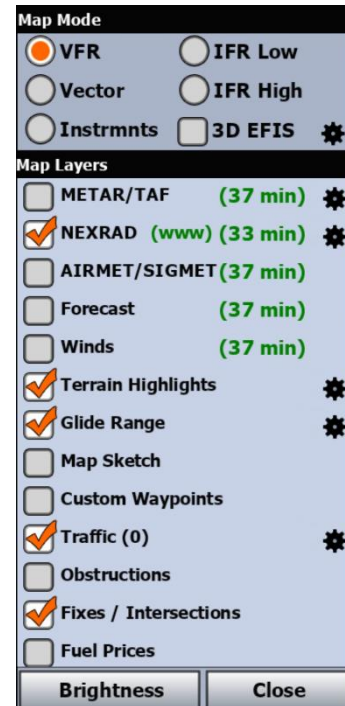 Map Mode
VFR IFR Low
Vector IFR High
Instrmnts 3D EFIS
Map Layers
METAR/TAF (37 min)
NEXRAD (www) (33 min)
AIRMET/SIGMET (37 min)
Forecast (37 min)
Winds (37 min)
Terrain Highlights
Glide Range
Map Sketch
Custom Waypoints
Traffic (0)
Obstructions
Fixes / Intersections
Fuel Prices
Brightness Close